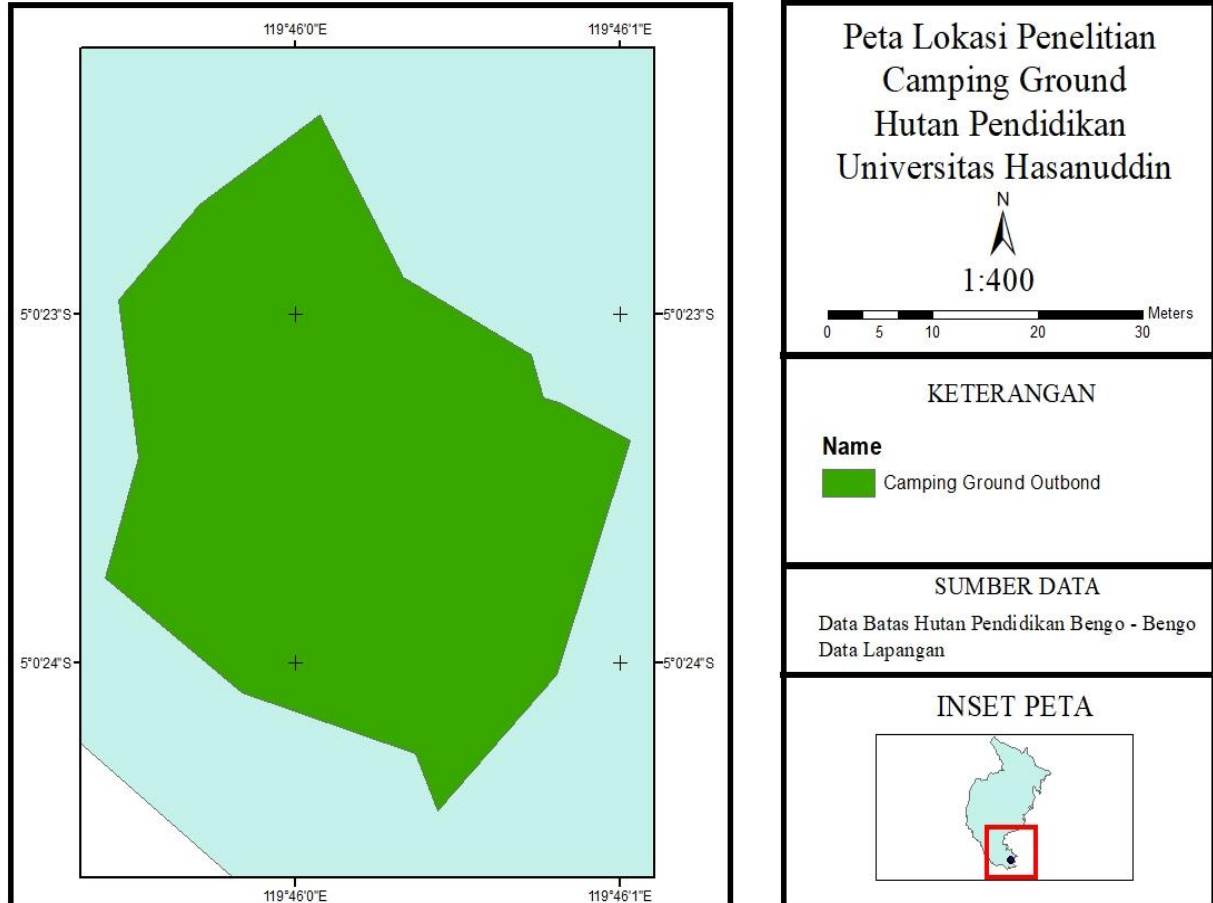 119°46'0"E 119°46'1"E
5°0'23"S 5°0'23"S
5°0'24"S 5°0'24"S
119°46'0"E 119°46'1"E
Peta Lokasi Penelitian
Camping Ground
Hutan Pendidikan
Universitas Hasanuddin
N
1:400
Meters
0 5 10 20 30
KETERANGAN
Name
Camping Ground Outbond
SUMBER DATA
Data Batas Hutan Pendidikan Bengo - Bengo
Data Lapangan
INSET PETA